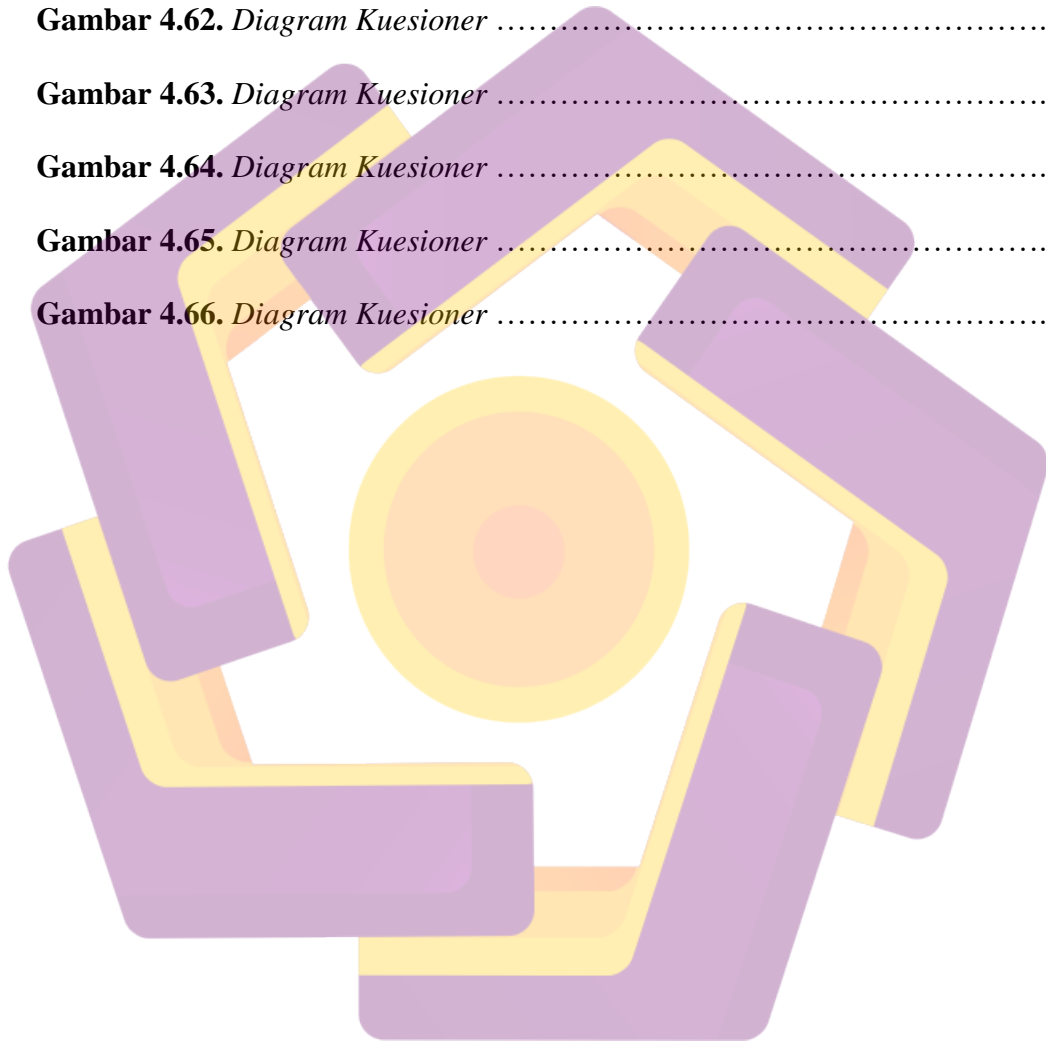 Gambar 4.62. Diagram Kuesioner ……………………………………………..
Gambar 4.63. Diagram Kuesioner ……………………………………………..
Gambar 4.64. Diagram Kuesioner ……………………………………………..
Gambar 4.65. Diagram Kuesioner ……………………………………………..
Gambar 4.66. Diagram Kuesioner ……………………………………………..